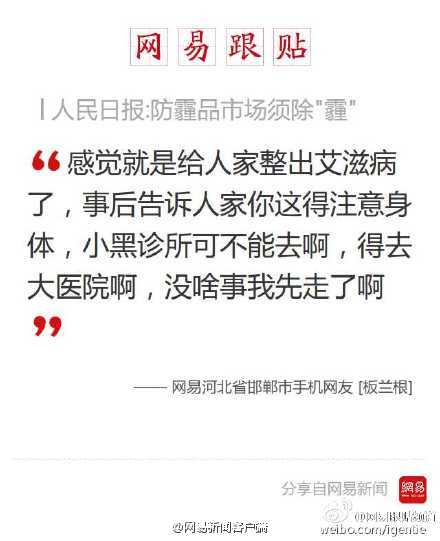 网易跟贴
人民日报:防霾品市场须除"霾"
“感觉就是给人家整出艾滋病
了，事后告诉人家你这得注意身
体，小黑诊所可不能去啊，得去
大医院啊，没啥事我先走了啊
”
—— 网易河北省邯郸市手机网友 [板兰根]
分享自网易新闻
網易
@网易新闻客户端
weibo.com/igentie